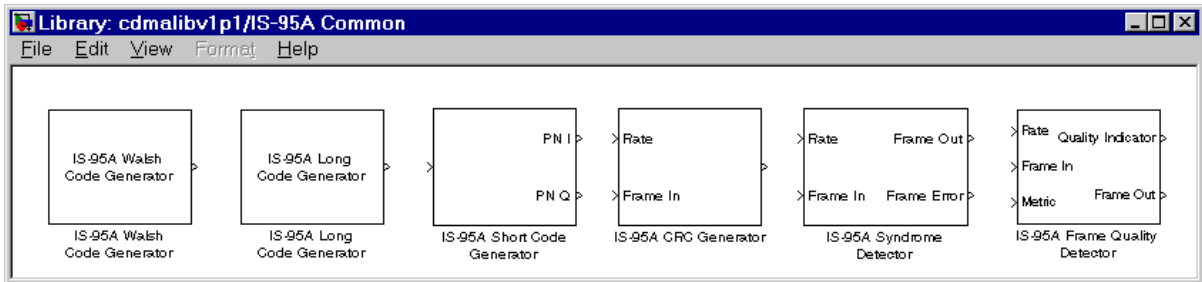 Library: cdmalibv1p1/IS-95A Common
File Edit View Format Help
IS-95A Walsh
Code Generator
IS-95A Walsh
Code Generator
IS-95A Long
Code Generator
IS-95A Long
Code Generator
PN I
PN Q
IS-95A Short Code
Generator
Rate
Frame In
IS-95A CRC Generator
Rate Frame Out
Frame In Frame Error
IS-95A Syndrome
Detector
Rate Quality Indicator
Frame In
Metric Frame Out
IS-95A Frame Quality
Detector